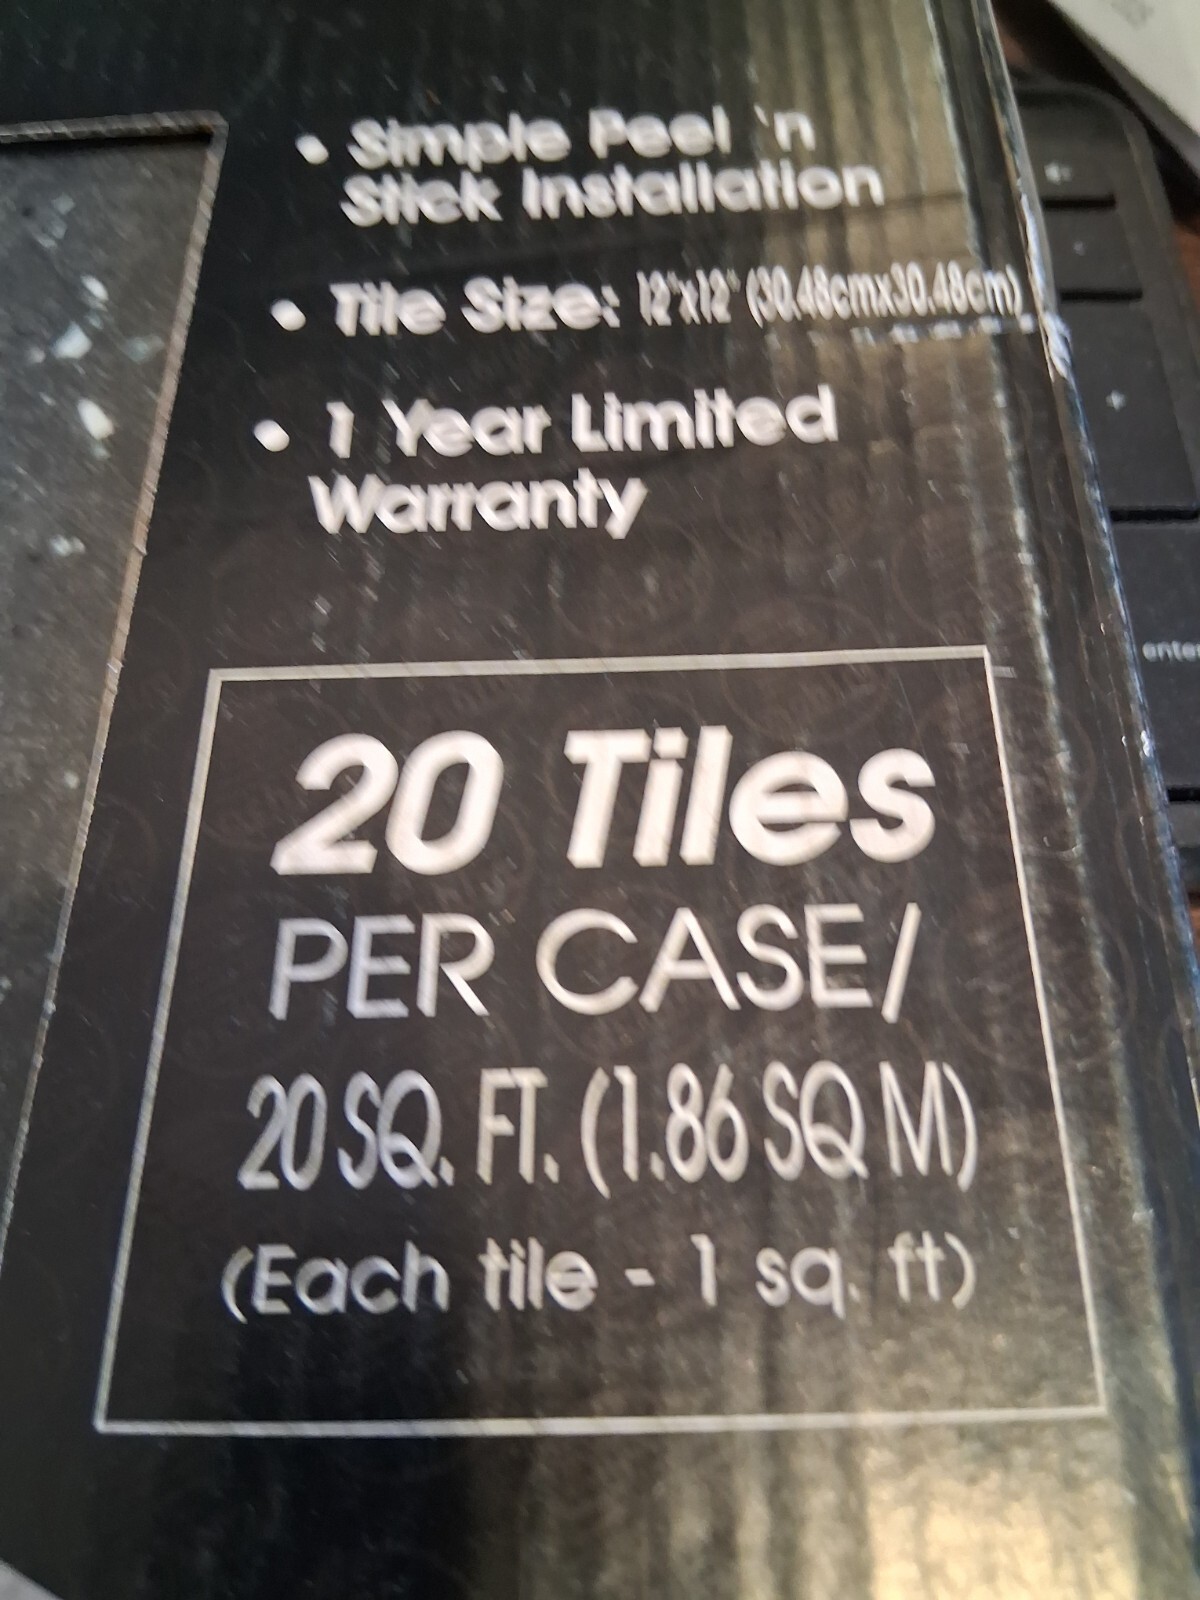 • Simple Peel 'n
Stick Installation
• Tile Size: 12"x12" (30.48cmx30.48cm)
• 1 Year Limited
Warranty
20 Tiles
PER CASE/
20 SQ. FT. (1.86 SQ M)
(Each tile - 1 sq. ft)
+
enter